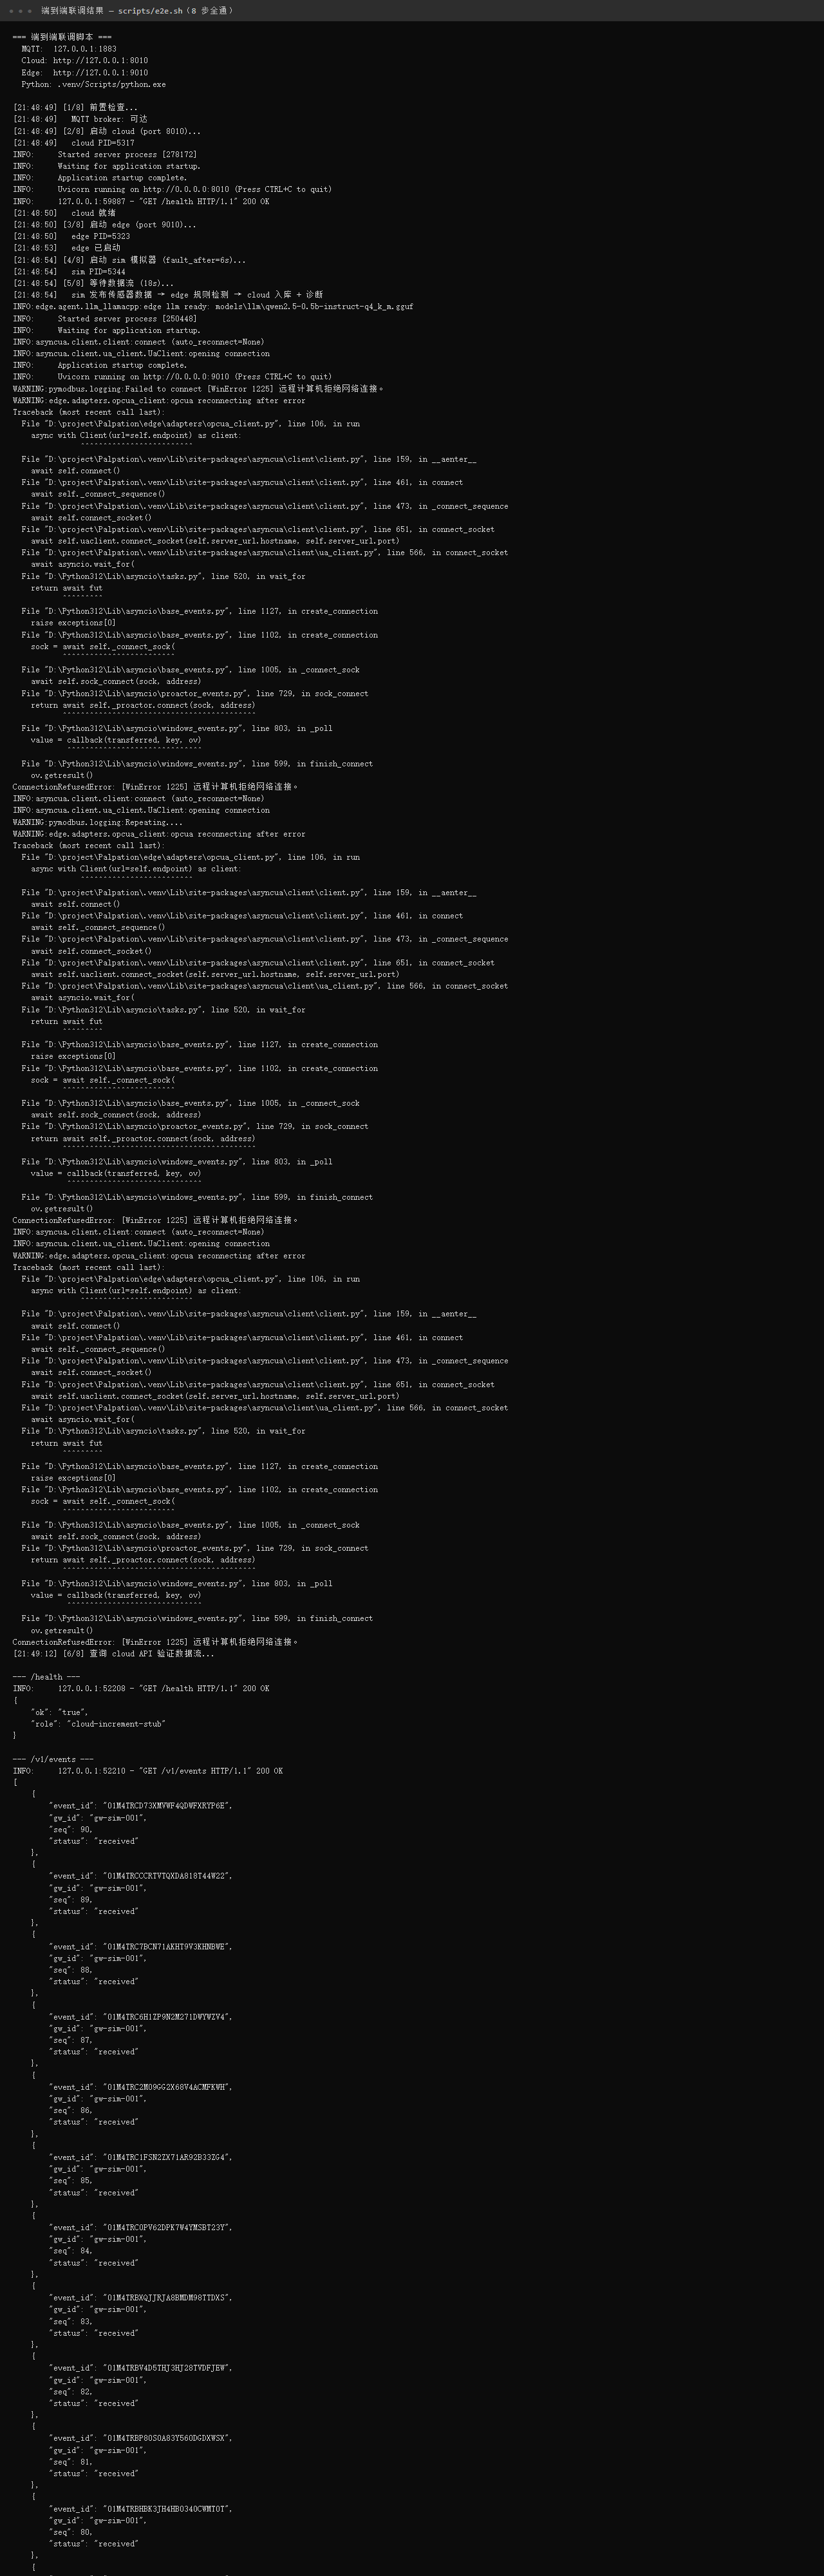 端到端联调结果 — scripts/e2e.sh（8 步全通）
=== 端到端联调脚本 ===
  MQTT:  127.0.0.1:1883
  Cloud: http://127.0.0.1:8010
  Edge:  http://127.0.0.1:9010
  Python: .venv/Scripts/python.exe
[21:48:49] [1/8] 前置检查...
[21:48:49]   MQTT broker: 可达
[21:48:49] [2/8] 启动 cloud (port 8010)...
[21:48:49]   cloud PID=5317
INFO:     Started server process [278172]
INFO:     Waiting for application startup.
INFO:     Application startup complete.
INFO:     Uvicorn running on http://0.0.0.0:8010 (Press CTRL+C to quit)
INFO:     127.0.0.1:59887 - "GET /health HTTP/1.1" 200 OK
[21:48:50]   cloud 就绪
[21:48:50] [3/8] 启动 edge (port 9010)...
[21:48:50]   edge PID=5323
[21:48:53]   edge 已启动
[21:48:54] [4/8] 启动 sim 模拟器 (fault_after=6s)...
[21:48:54]   sim PID=5344
[21:48:54] [5/8] 等待数据流 (18s)...
[21:48:54]   sim 发布传感器数据 → edge 规则检测 → cloud 入库 + 诊断
INFO:edge.agent.llm_llamacpp:edge llm ready: models\llm\qwen2.5-0.5b-instruct-q4_k_m.gguf
INFO:     Started server process [250448]
INFO:     Waiting for application startup.
INFO:asyncua.client.client:connect (auto_reconnect=None)
INFO:asyncua.client.ua_client.UaClient:opening connection
INFO:     Application startup complete.
INFO:     Uvicorn running on http://0.0.0.0:9010 (Press CTRL+C to quit)
WARNING:pymodbus.logging:Failed to connect [WinError 1225] 远程计算机拒绝网络连接。
WARNING:edge.adapters.opcua_client:opcua reconnecting after error
Traceback (most recent call last):
  File "D:\project\Palpation\edge\adapters\opcua_client.py", line 106, in run
    async with Client(url=self.endpoint) as client:
               ^^^^^^^^^^^^^^^^^^^^^^^^^
  File "D:\project\Palpation\.venv\Lib\site-packages\asyncua\client\client.py", line 159, in __aenter__
    await self.connect()
  File "D:\project\Palpation\.venv\Lib\site-packages\asyncua\client\client.py", line 461, in connect
    await self._connect_sequence()
  File "D:\project\Palpation\.venv\Lib\site-packages\asyncua\client\client.py", line 473, in _connect_sequence
    await self.connect_socket()
  File "D:\project\Palpation\.venv\Lib\site-packages\asyncua\client\client.py", line 651, in connect_socket
    await self.uaclient.connect_socket(self.server_url.hostname, self.server_url.port)
  File "D:\project\Palpation\.venv\Lib\site-packages\asyncua\client\ua_client.py", line 566, in connect_socket
    await asyncio.wait_for(
  File "D:\Python312\Lib\asyncio\tasks.py", line 520, in wait_for
    return await fut
           ^^^^^^^^^
  File "D:\Python312\Lib\asyncio\base_events.py", line 1127, in create_connection
    raise exceptions[0]
  File "D:\Python312\Lib\asyncio\base_events.py", line 1102, in create_connection
    sock = await self._connect_sock(
           ^^^^^^^^^^^^^^^^^^^^^^^^^
  File "D:\Python312\Lib\asyncio\base_events.py", line 1005, in _connect_sock
    await self.sock_connect(sock, address)
  File "D:\Python312\Lib\asyncio\proactor_events.py", line 729, in sock_connect
    return await self._proactor.connect(sock, address)
           ^^^^^^^^^^^^^^^^^^^^^^^^^^^^^^^^^^^^^^^^^^^
  File "D:\Python312\Lib\asyncio\windows_events.py", line 803, in _poll
    value = callback(transferred, key, ov)
            ^^^^^^^^^^^^^^^^^^^^^^^^^^^^^^
  File "D:\Python312\Lib\asyncio\windows_events.py", line 599, in finish_connect
    ov.getresult()
ConnectionRefusedError: [WinError 1225] 远程计算机拒绝网络连接。
INFO:asyncua.client.client:connect (auto_reconnect=None)
INFO:asyncua.client.ua_client.UaClient:opening connection
WARNING:pymodbus.logging:Repeating....
WARNING:edge.adapters.opcua_client:opcua reconnecting after error
Traceback (most recent call last):
  File "D:\project\Palpation\edge\adapters\opcua_client.py", line 106, in run
    async with Client(url=self.endpoint) as client:
               ^^^^^^^^^^^^^^^^^^^^^^^^^
  File "D:\project\Palpation\.venv\Lib\site-packages\asyncua\client\client.py", line 159, in __aenter__
    await self.connect()
  File "D:\project\Palpation\.venv\Lib\site-packages\asyncua\client\client.py", line 461, in connect
    await self._connect_sequence()
  File "D:\project\Palpation\.venv\Lib\site-packages\asyncua\client\client.py", line 473, in _connect_sequence
    await self.connect_socket()
  File "D:\project\Palpation\.venv\Lib\site-packages\asyncua\client\client.py", line 651, in connect_socket
    await self.uaclient.connect_socket(self.server_url.hostname, self.server_url.port)
  File "D:\project\Palpation\.venv\Lib\site-packages\asyncua\client\ua_client.py", line 566, in connect_socket
    await asyncio.wait_for(
  File "D:\Python312\Lib\asyncio\tasks.py", line 520, in wait_for
    return await fut
           ^^^^^^^^^
  File "D:\Python312\Lib\asyncio\base_events.py", line 1127, in create_connection
    raise exceptions[0]
  File "D:\Python312\Lib\asyncio\base_events.py", line 1102, in create_connection
    sock = await self._connect_sock(
           ^^^^^^^^^^^^^^^^^^^^^^^^^
  File "D:\Python312\Lib\asyncio\base_events.py", line 1005, in _connect_sock
    await self.sock_connect(sock, address)
  File "D:\Python312\Lib\asyncio\proactor_events.py", line 729, in sock_connect
    return await self._proactor.connect(sock, address)
           ^^^^^^^^^^^^^^^^^^^^^^^^^^^^^^^^^^^^^^^^^^^
  File "D:\Python312\Lib\asyncio\windows_events.py", line 803, in _poll
    value = callback(transferred, key, ov)
            ^^^^^^^^^^^^^^^^^^^^^^^^^^^^^^
  File "D:\Python312\Lib\asyncio\windows_events.py", line 599, in finish_connect
    ov.getresult()
ConnectionRefusedError: [WinError 1225] 远程计算机拒绝网络连接。
INFO:asyncua.client.client:connect (auto_reconnect=None)
INFO:asyncua.client.ua_client.UaClient:opening connection
WARNING:edge.adapters.opcua_client:opcua reconnecting after error
Traceback (most recent call last):
  File "D:\project\Palpation\edge\adapters\opcua_client.py", line 106, in run
    async with Client(url=self.endpoint) as client:
               ^^^^^^^^^^^^^^^^^^^^^^^^^
  File "D:\project\Palpation\.venv\Lib\site-packages\asyncua\client\client.py", line 159, in __aenter__
    await self.connect()
  File "D:\project\Palpation\.venv\Lib\site-packages\asyncua\client\client.py", line 461, in connect
    await self._connect_sequence()
  File "D:\project\Palpation\.venv\Lib\site-packages\asyncua\client\client.py", line 473, in _connect_sequence
    await self.connect_socket()
  File "D:\project\Palpation\.venv\Lib\site-packages\asyncua\client\client.py", line 651, in connect_socket
    await self.uaclient.connect_socket(self.server_url.hostname, self.server_url.port)
  File "D:\project\Palpation\.venv\Lib\site-packages\asyncua\client\ua_client.py", line 566, in connect_socket
    await asyncio.wait_for(
  File "D:\Python312\Lib\asyncio\tasks.py", line 520, in wait_for
    return await fut
           ^^^^^^^^^
  File "D:\Python312\Lib\asyncio\base_events.py", line 1127, in create_connection
    raise exceptions[0]
  File "D:\Python312\Lib\asyncio\base_events.py", line 1102, in create_connection
    sock = await self._connect_sock(
           ^^^^^^^^^^^^^^^^^^^^^^^^^
  File "D:\Python312\Lib\asyncio\base_events.py", line 1005, in _connect_sock
    await self.sock_connect(sock, address)
  File "D:\Python312\Lib\asyncio\proactor_events.py", line 729, in sock_connect
    return await self._proactor.connect(sock, address)
           ^^^^^^^^^^^^^^^^^^^^^^^^^^^^^^^^^^^^^^^^^^^
  File "D:\Python312\Lib\asyncio\windows_events.py", line 803, in _poll
    value = callback(transferred, key, ov)
            ^^^^^^^^^^^^^^^^^^^^^^^^^^^^^^
  File "D:\Python312\Lib\asyncio\windows_events.py", line 599, in finish_connect
    ov.getresult()
ConnectionRefusedError: [WinError 1225] 远程计算机拒绝网络连接。
[21:49:12] [6/8] 查询 cloud API 验证数据流...
--- /health ---
INFO:     127.0.0.1:52208 - "GET /health HTTP/1.1" 200 OK
{
    "ok": "true",
    "role": "cloud-increment-stub"
}
--- /v1/events ---
INFO:     127.0.0.1:52210 - "GET /v1/events HTTP/1.1" 200 OK
[
    {
        "event_id": "01M4TRCD73XMVWF4QDWFXRYP6E",
        "gw_id": "gw-sim-001",
        "seq": 90,
        "status": "received"
    },
    {
        "event_id": "01M4TRCCCRTVTQXDA818T44W22",
        "gw_id": "gw-sim-001",
        "seq": 89,
        "status": "received"
    },
    {
        "event_id": "01M4TRC7BCN71AKHT9V3KHNBWE",
        "gw_id": "gw-sim-001",
        "seq": 88,
        "status": "received"
    },
    {
        "event_id": "01M4TRC6H1ZP9N2M271DWYWZV4",
        "gw_id": "gw-sim-001",
        "seq": 87,
        "status": "received"
    },
    {
        "event_id": "01M4TRC2M09GG2X68V4ACMFKWH",
        "gw_id": "gw-sim-001",
        "seq": 86,
        "status": "received"
    },
    {
        "event_id": "01M4TRC1FSN2ZX71AR92B33ZG4",
        "gw_id": "gw-sim-001",
        "seq": 85,
        "status": "received"
    },
    {
        "event_id": "01M4TRC0PV62DPK7W4YMSBT23Y",
        "gw_id": "gw-sim-001",
        "seq": 84,
        "status": "received"
    },
    {
        "event_id": "01M4TRBXQJJRJA8BMDM98TTDXS",
        "gw_id": "gw-sim-001",
        "seq": 83,
        "status": "received"
    },
    {
        "event_id": "01M4TRBV4D5THJ3HJ28TVDFJEW",
        "gw_id": "gw-sim-001",
        "seq": 82,
        "status": "received"
    },
    {
        "event_id": "01M4TRBP80S0A83Y560DGDXWSX",
        "gw_id": "gw-sim-001",
        "seq": 81,
        "status": "received"
    },
    {
        "event_id": "01M4TRBHBK3JH4HB0340CWMT0T",
        "gw_id": "gw-sim-001",
        "seq": 80,
        "status": "received"
    },
    {